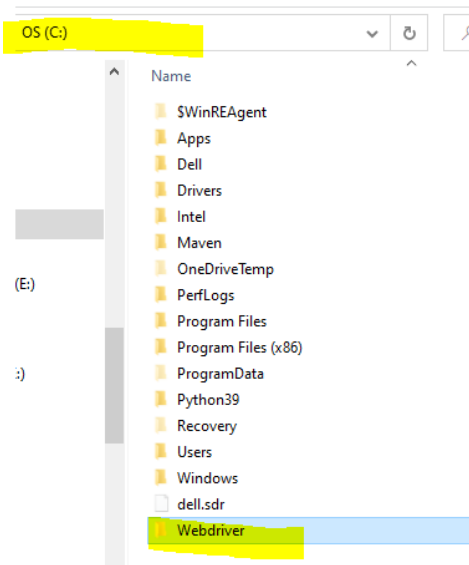 OS (C:)
Name
$WinREAgent
Apps
Dell
Drivers
Intel
Maven
OneDriveTemp
(E:)
PerfLogs
Program Files
Program Files (x86)
:)
ProgramData
Python39
Recovery
Users
Windows
dell.sdr
Webdriver